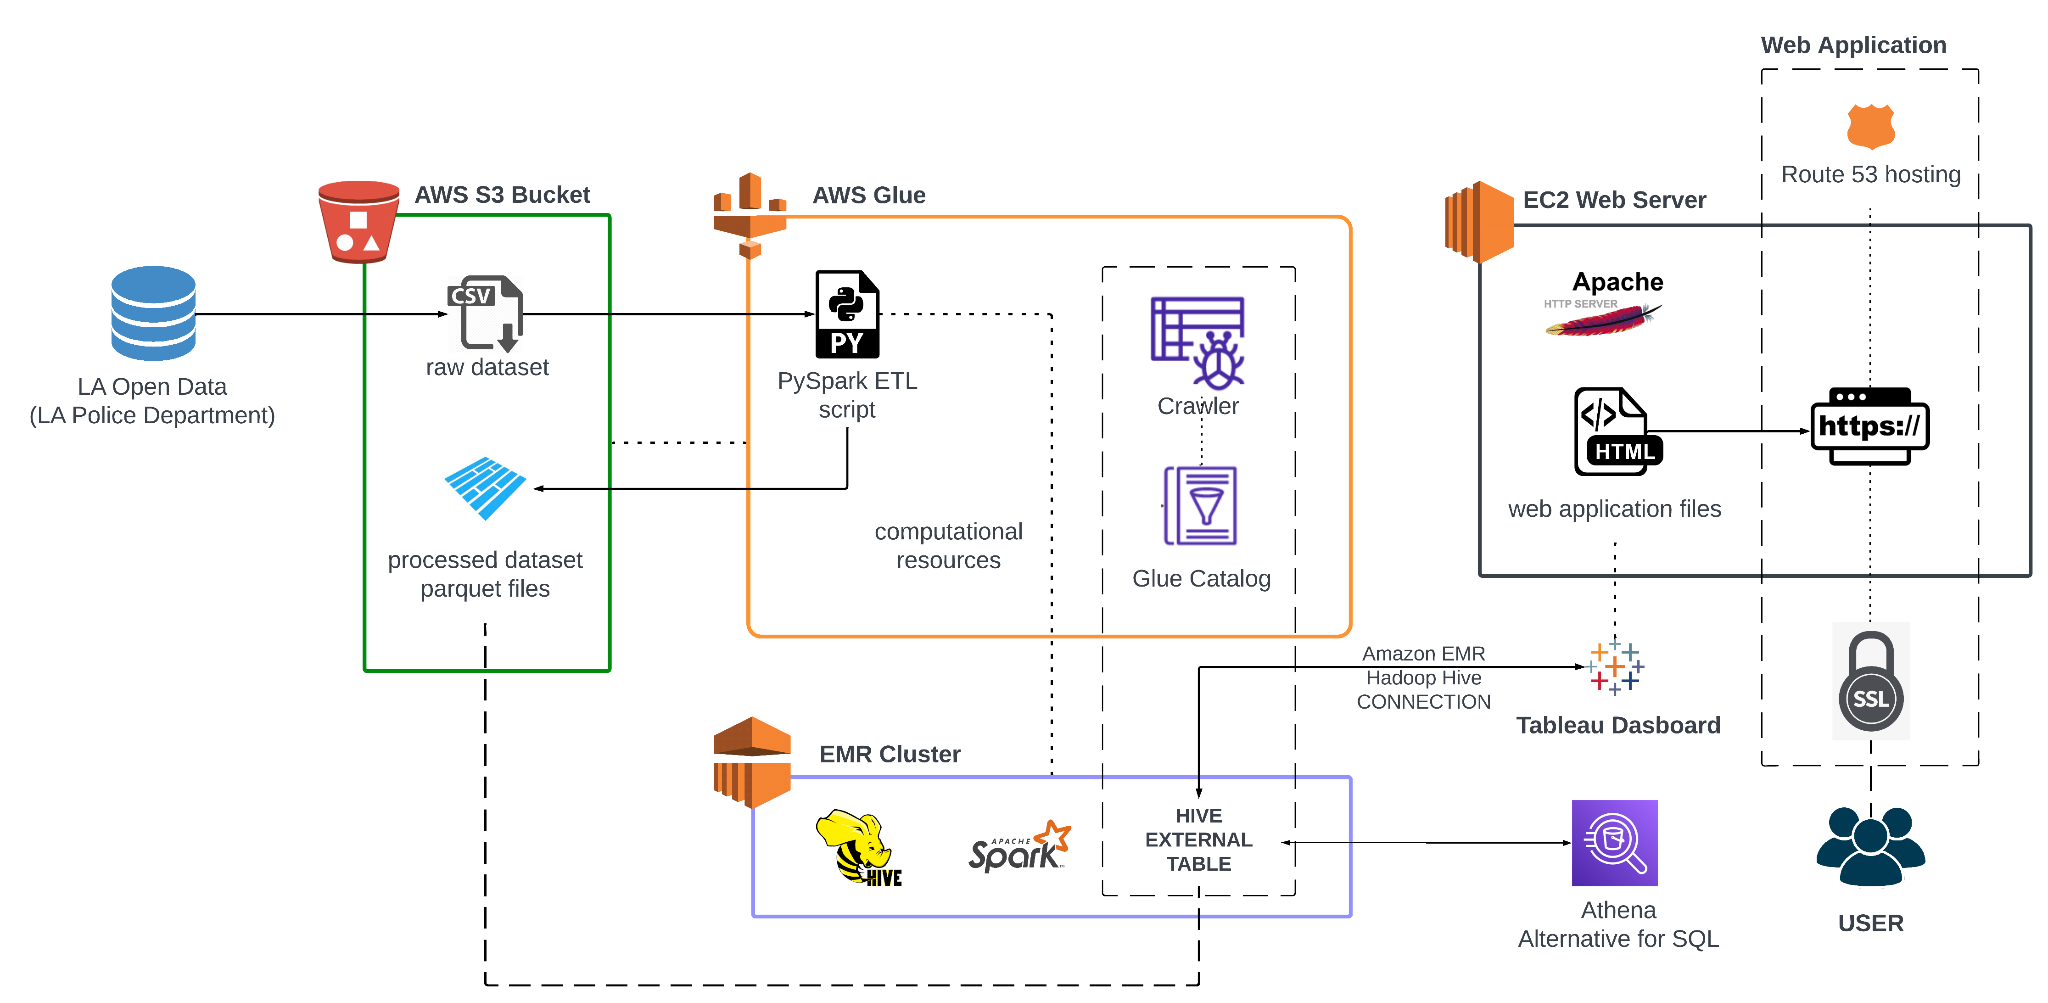 Web Application
Route 53 hosting
AWS S3 Bucket
AWS Glue
EC2 Web Server
CSV
raw dataset
LA Open Data
(LA Police Department)
PY
PySpark ETL
script
Crawler
Apache
HTTP SERVER
</>
HTML
https://
web application files
processed dataset
parquet files
computational
resources
Glue Catalog
Amazon EMR
Hadoop Hive
CONNECTION
Tableau Dasboard
SSL
EMR Cluster
HIVE
APACHE
Spark
HIVE
EXTERNAL
TABLE
Athena
Alternative for SQL
USER